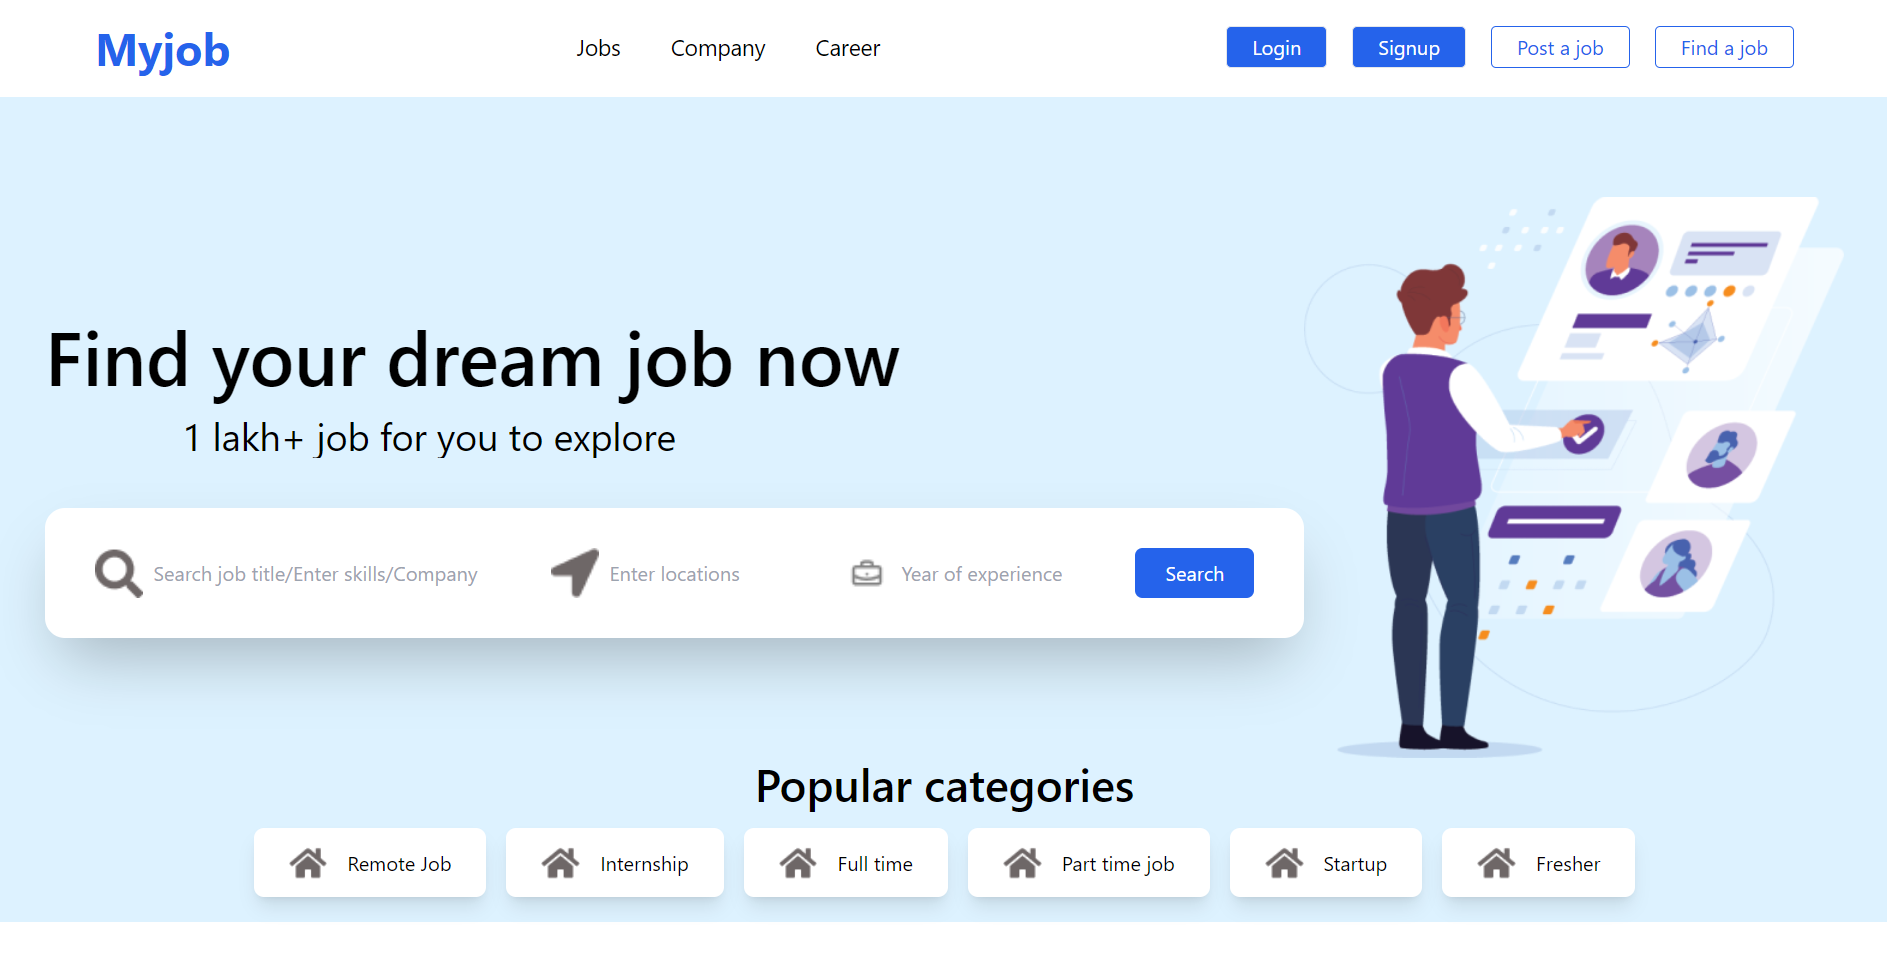 Myjob
Jobs Company Career
Login Signup Post a job Find a job
Find your dream job now
1 lakh+ job for you to explore
Search job title/Enter skills/Company Enter locations Year of experience Search
Popular categories
Remote Job Internship Full time Part time job Startup Fresher